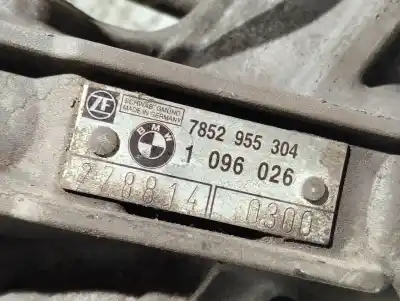 ZF
SCHWÄB. GMÜND
MADE IN GERMANY
BMW
7852 955 304
1 096 026
278814 0300